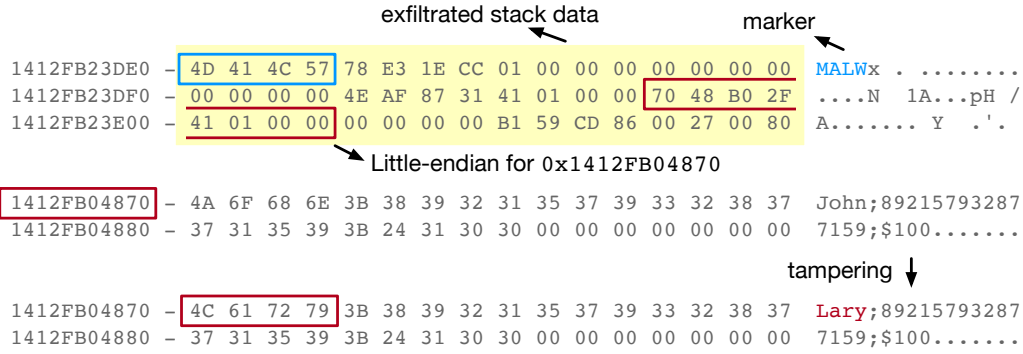 exfiltrated stack data
marker
1412FB23DE0 – 4D 41 4C 57 78 E3 1E CC 01 00 00 00 00 00 00 00 MALWx . .........
1412FB23DF0 – 00 00 00 00 4E AF 87 31 41 01 00 00 70 48 B0 2F ....N 1A...pH /
1412FB23E00 – 41 01 00 00 00 00 00 00 B1 59 CD 86 00 27 00 80 A....... Y .'.
Little-endian for 0x1412FB04870
1412FB04870 – 4A 6F 68 6E 3B 38 39 32 31 35 37 39 33 32 38 37 John;89215793287
1412FB04880 – 37 31 35 39 3B 24 31 30 30 00 00 00 00 00 00 00 7159;$100.......
tampering
1412FB04870 – 4C 61 72 79 3B 38 39 32 31 35 37 39 33 32 38 37 Lary;89215793287
1412FB04880 – 37 31 35 39 3B 24 31 30 30 00 00 00 00 00 00 00 7159;$100.......